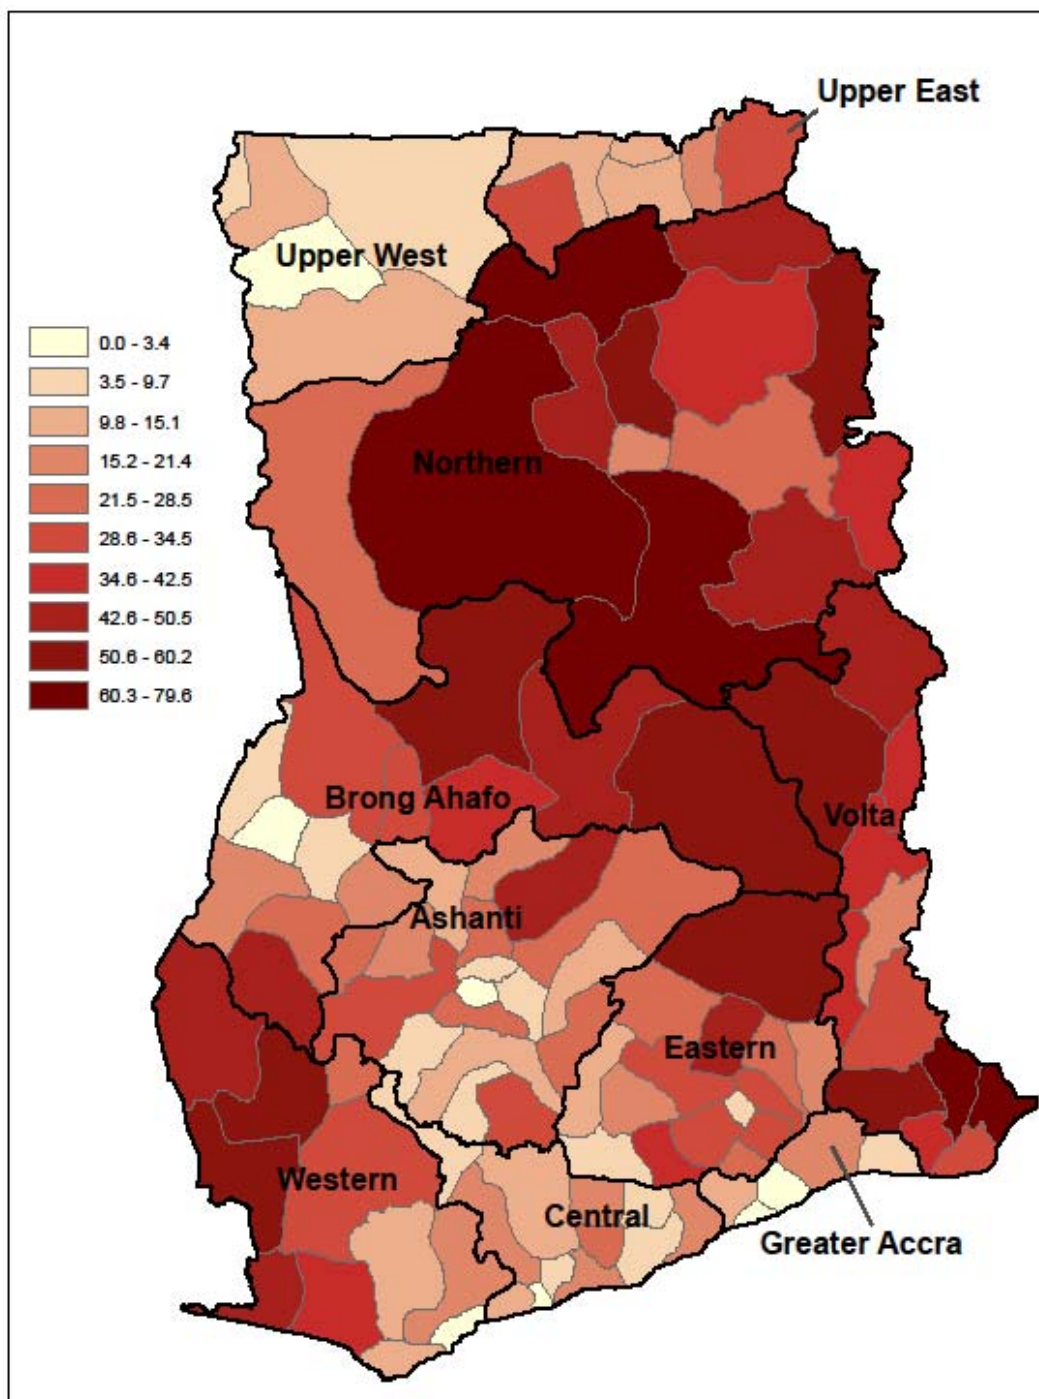 Upper East
Upper West
0.0 - 3.4
3.5 - 9.7
9.8 - 15.1
15.2 - 21.4
21.5 - 28.5
28.6 - 34.5
34.6 - 42.5
42.6 - 50.5
50.6 - 60.2
60.3 - 79.6
Northern
Brong Ahafo
Volta
Ashanti
Eastern
Western
Central
Greater Accra